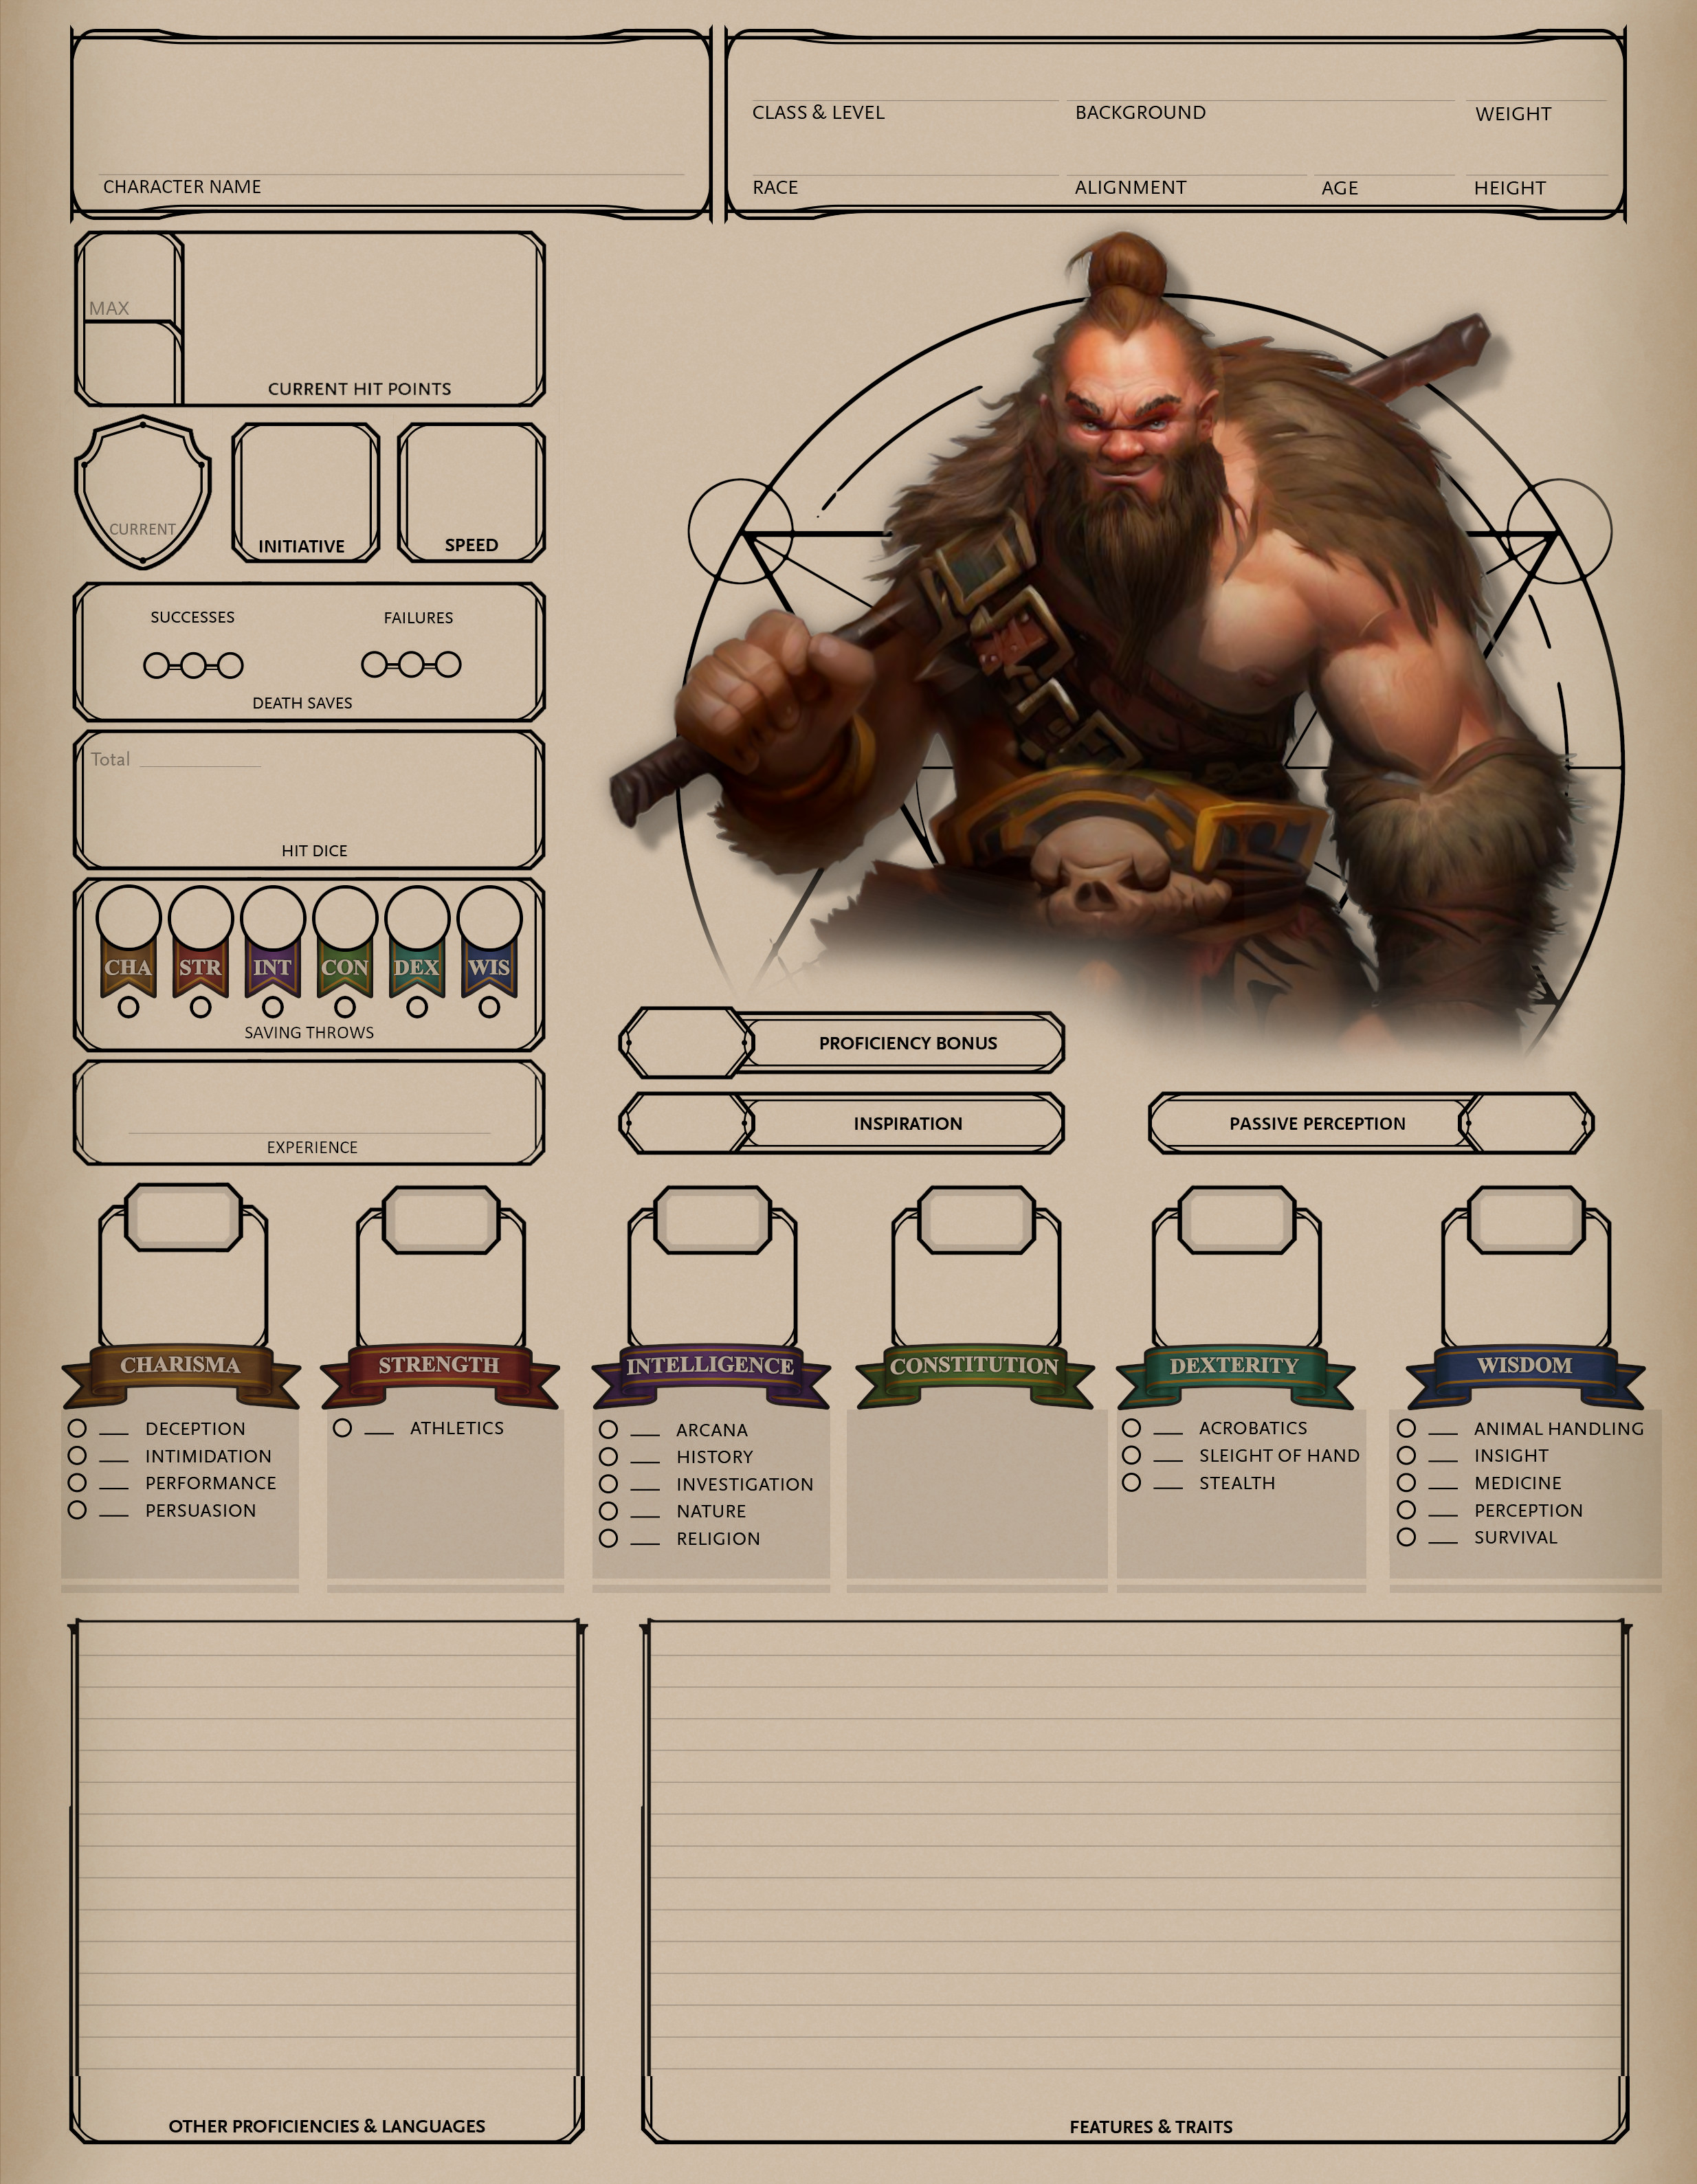 CLASS & LEVEL BACKGROUND WEIGHT
CHARACTER NAME
RACE ALIGNMENT AGE HEIGHT
MAX
CURRENT HIT POINTS
CURRENT
INITIATIVE
SPEED
SUCCESSES FAILURES
DEATH SAVES
Total
HIT DICE
CHA STR INT CON DEX WIS
SAVING THROWS
EXPERIENCE
PROFICIENCY BONUS
INSPIRATION
PASSIVE PERCEPTION
CHARISMA
DECEPTION
INTIMIDATION
PERFORMANCE
PERSUASION
STRENGTH
ATHLETICS
INTELLIGENCE
ARCANA
HISTORY
INVESTIGATION
NATURE
RELIGION
CONSTITUTION
DEXTERITY
ACROBATICS
SLEIGHT OF HAND
STEALTH
WISDOM
ANIMAL HANDLING
INSIGHT
MEDICINE
PERCEPTION
SURVIVAL
OTHER PROFICIENCIES & LANGUAGES
FEATURES & TRAITS